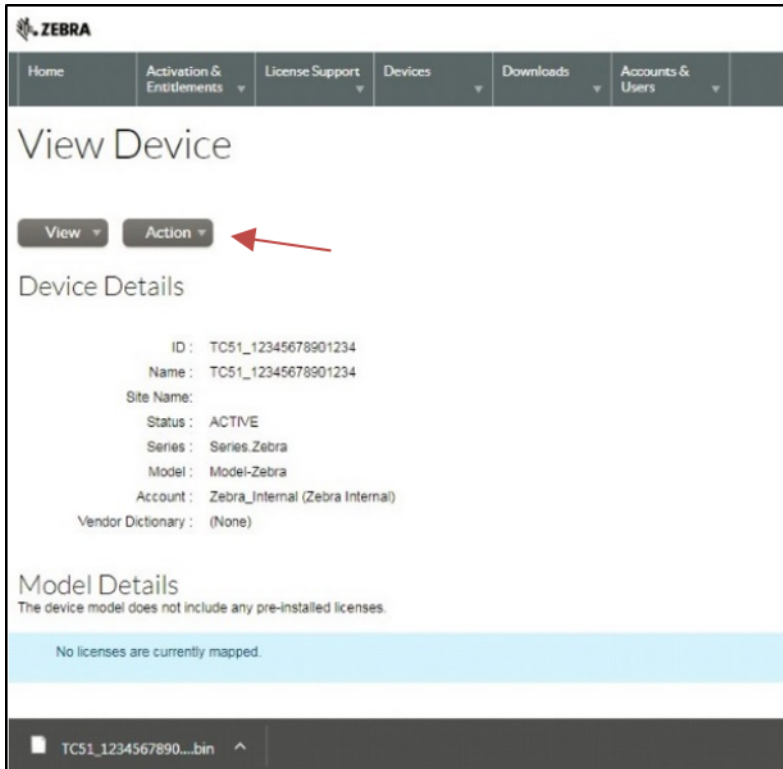 ZEBRA
Home
Activation &
Entitlements
License Support
Devices
Downloads
Accounts &
Users
View Device
View
Action
Device Details
ID : TC51_12345678901234
Name : TC51_12345678901234
Site Name:
Status : ACTIVE
Series : Series.Zebra
Model : Model-Zebra
Account : Zebra_Internal (Zebra Internal)
Vendor Dictionary : (None)
Model Details
The device model does not include any pre-installed licenses.
No licenses are currently mapped.
TC51_1234567890....bin